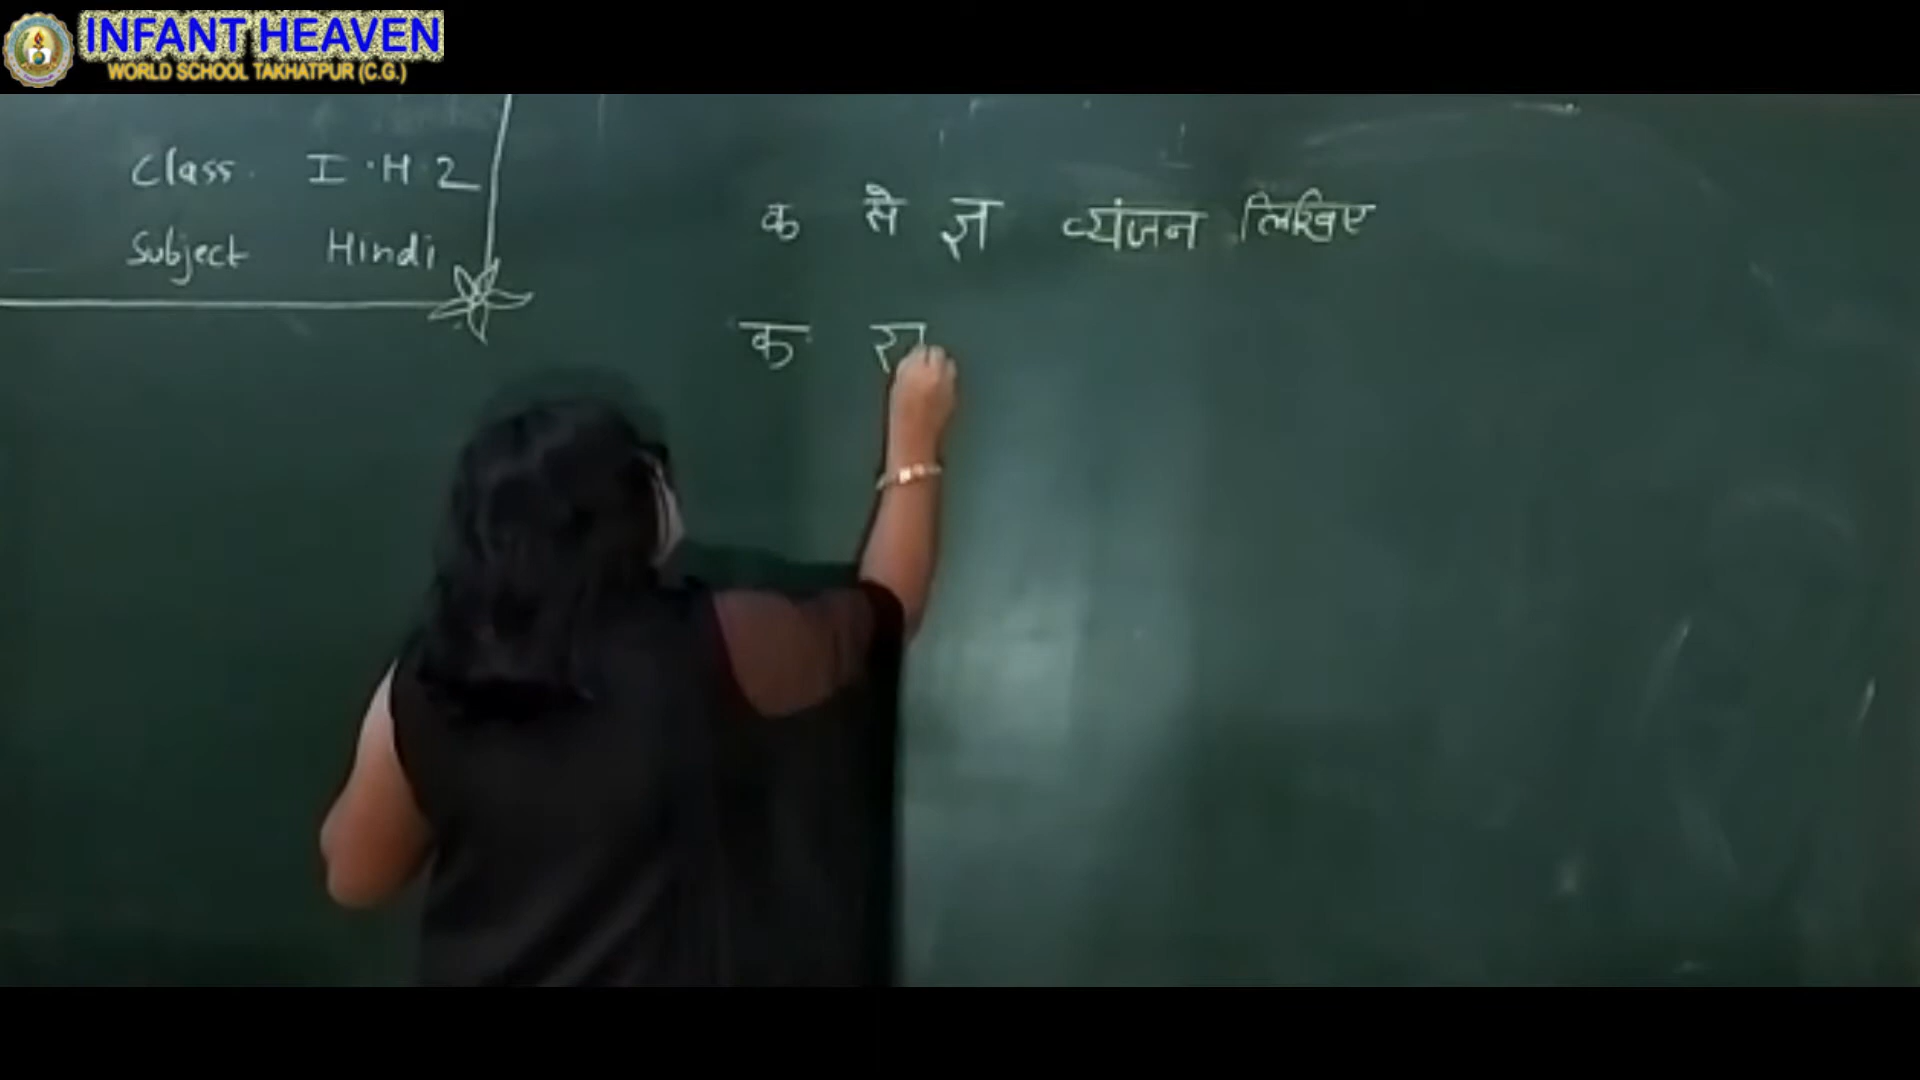 INFANT HEAVEN
WORLD SCHOOL TAKHATPUR (C.G.)
Class. I.H.2
Subject Hindi
क से ज्ञ व्यंजन लिखिए
क